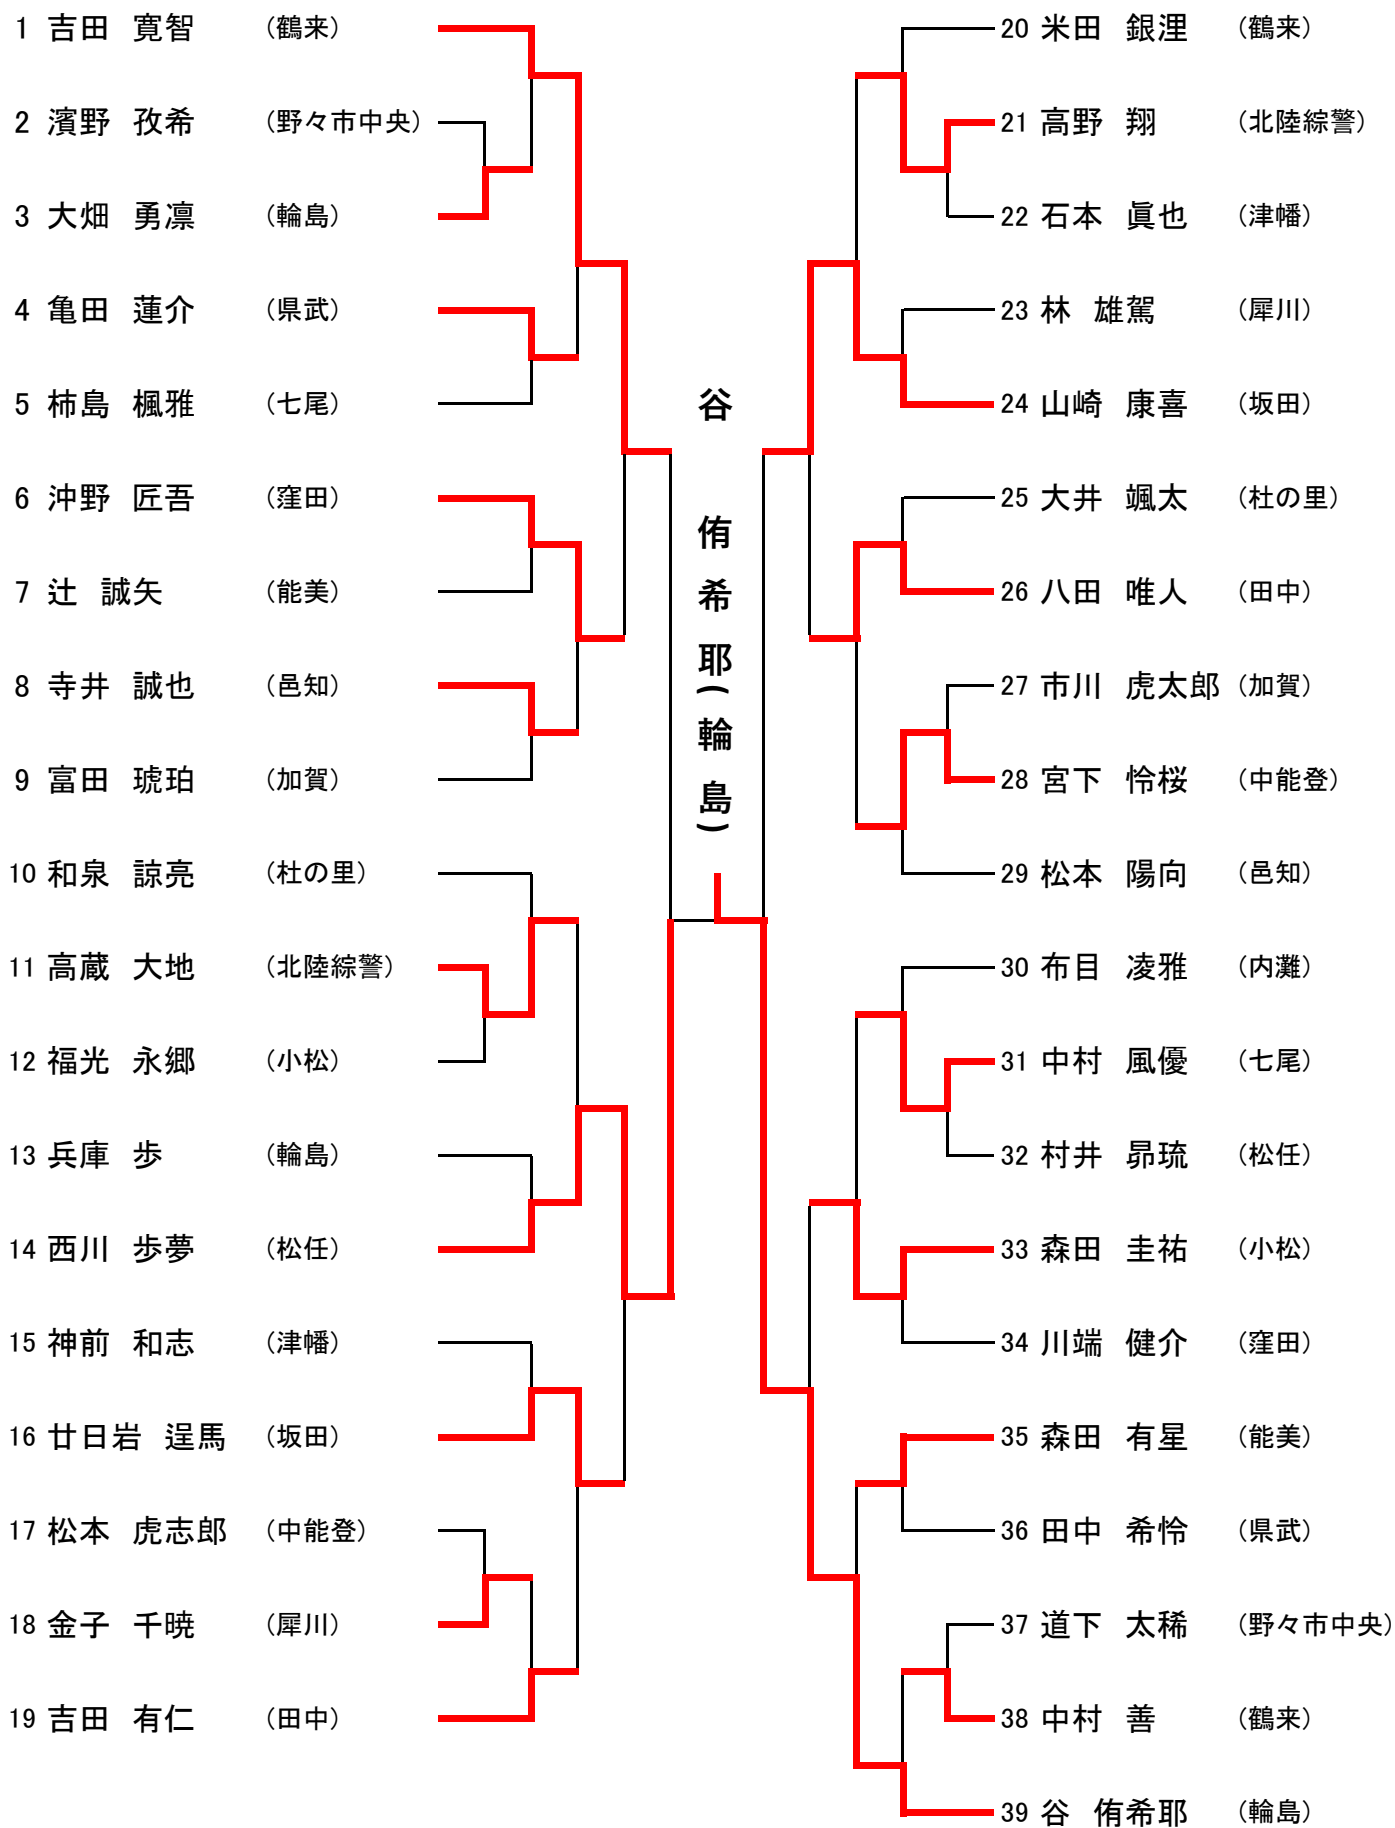 1 吉田 寛智 (鶴来)
2 濱野 孜希 (野々市中央)
3 大畑 勇凛 (輪島)
4 亀田 蓮介 (県武)
5 柿島 楓雅 (七尾)
6 沖野 匠吾 (窪田)
7 辻 誠矢 (能美)
8 寺井 誠也 (邑知)
9 富田 琥珀 (加賀)
10 和泉 諒亮 (杜の里)
11 高蔵 大地 (北陸綜警)
12 福光 永郷 (小松)
13 兵庫 歩 (輪島)
14 西川 歩夢 (松任)
15 神前 和志 (津幡)
16 廿日岩 逞馬 (坂田)
17 松本 虎志郎 (中能登)
18 金子 千暁 (犀川)
19 吉田 有仁 (田中)
谷 侑希耶(輪島)
20 米田 銀浬 (鶴来)
21 高野 翔 (北陸綜警)
22 石本 眞也 (津幡)
23 林 雄駕 (犀川)
24 山崎 康喜 (坂田)
25 大井 颯太 (杜の里)
26 八田 唯人 (田中)
27 市川 虎太郎 (加賀)
28 宮下 怜桜 (中能登)
29 松本 陽向 (邑知)
30 布目 凌雅 (内灘)
31 中村 風優 (七尾)
32 村井 昴琉 (松任)
33 森田 圭祐 (小松)
34 川端 健介 (窪田)
35 森田 有星 (能美)
36 田中 希怜 (県武)
37 道下 太稀 (野々市中央)
38 中村 善 (鶴来)
39 谷 侑希耶 (輪島)